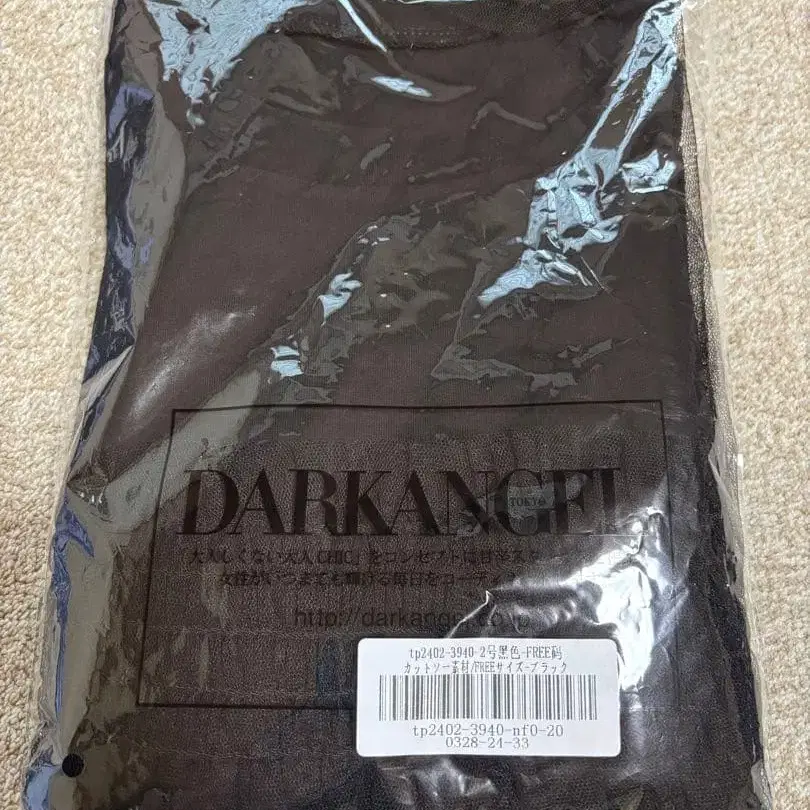 DARKANGEL
TOKYO
「大人しくない大人CHIC」をコンセプトに甘辛ス
女性がいつまでも輝ける毎日をコーディ
http://darkangel.co.jp
tp2402-3940-2号黑色-FREE码
カットソー素材/FREEサイズ-ブラック
tp2402-3940-nf0-20
0328-24-33